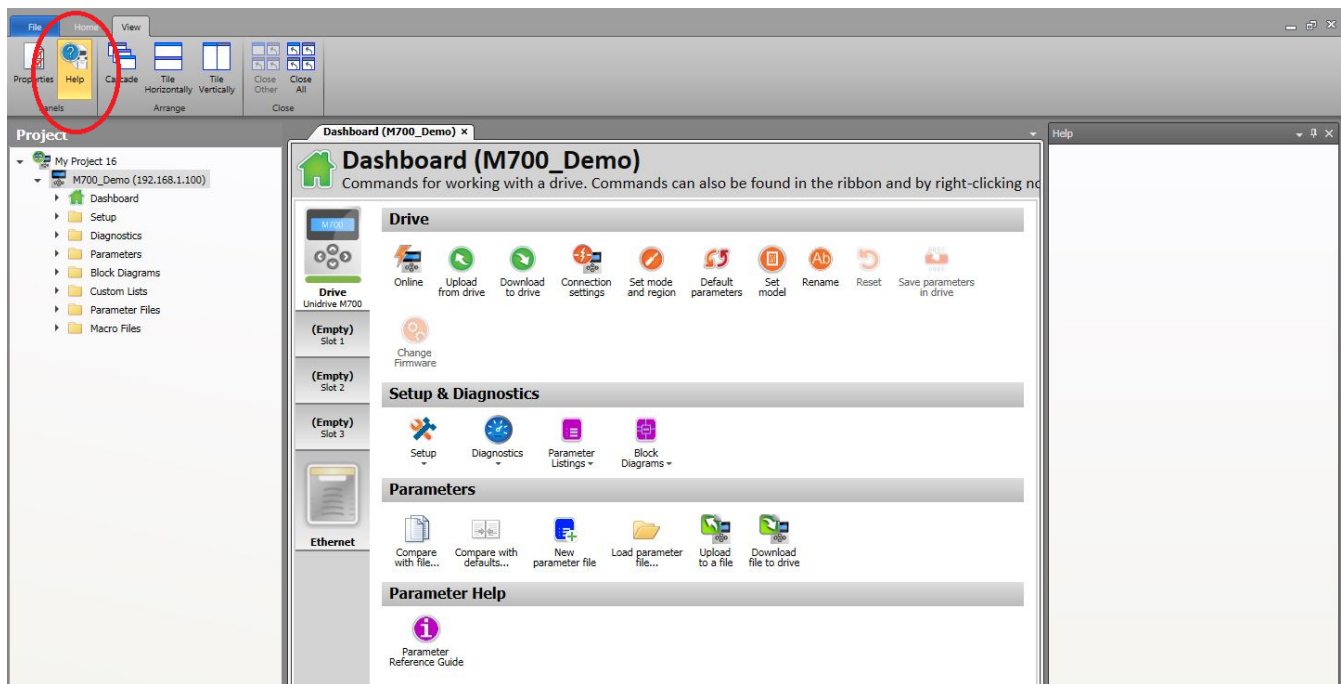 File Home View
Properties Help Cascade Tile Horizontally Tile Vertically Close Other Close All
Panels Arrange Close
Project
My Project 16
M700_Demo (192.168.1.100)
Dashboard
Setup
Diagnostics
Parameters
Block Diagrams
Custom Lists
Parameter Files
Macro Files
Dashboard (M700_Demo) ×
Dashboard (M700_Demo)
Commands for working with a drive. Commands can also be found in the ribbon and by right-clicking
M700
Drive
Unidrive M700
(Empty)
Slot 1
(Empty)
Slot 2
(Empty)
Slot 3
Ethernet
Drive
Online
Upload
from drive
Download
to drive
Connection
settings
Set mode
and region
Default
parameters
Set
model
Ab
Rename
Reset
Save parameters
in drive
Change
Firmware
Setup & Diagnostics
Setup
Diagnostics
Parameter
Listings
Block
Diagrams
Parameters
Compare
with file...
Compare with
defaults...
New
parameter file
Load parameter
file...
Upload
to a file
Download
file to drive
Parameter Help
Parameter
Reference Guide
Help